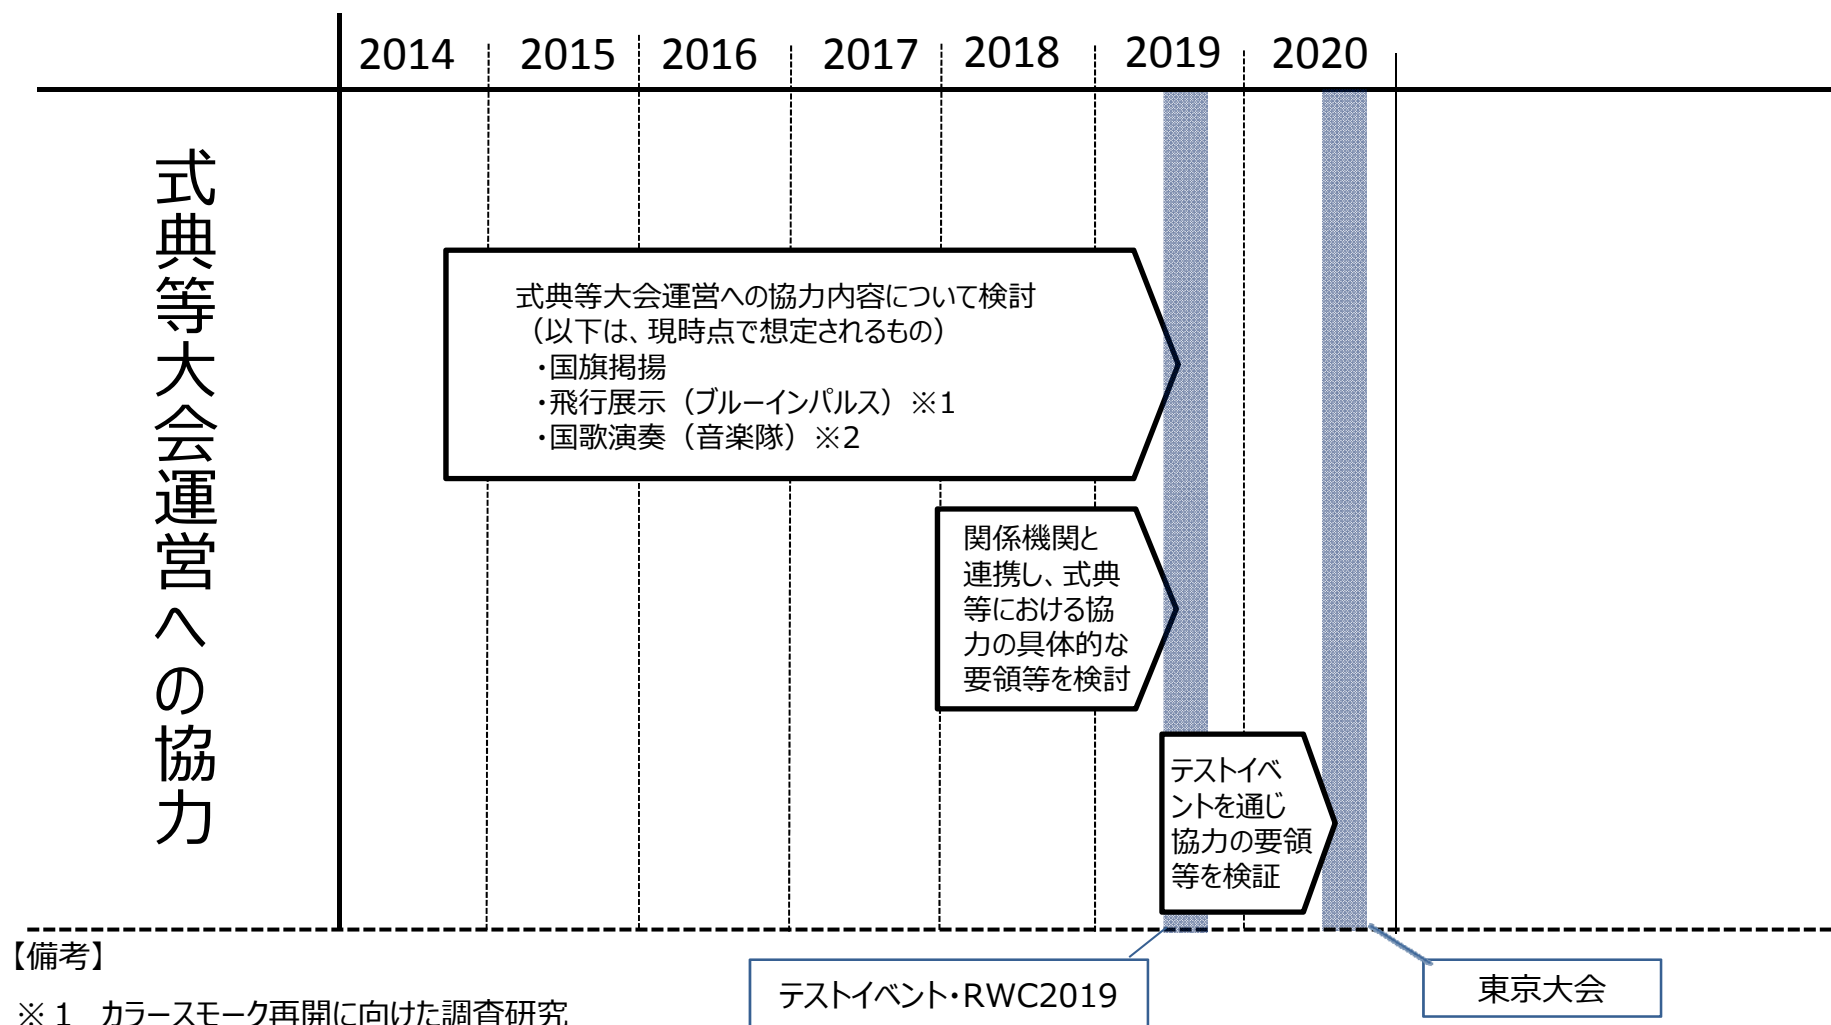 2014 2015 2016 2017 2018 2019 2020
式典等大会運営への協力
式典等大会運営への協力内容について検討
（以下は、現時点で想定されるもの）
・国旗掲揚
・飛行展示（ブルーインパルス）※1
・国歌演奏（音楽隊）※2
関係機関と
連携し、式典
等における協
力の具体的な
要領等を検討
テストイベ
ントを通じ
協力の要領
等を検証
【備考】
テストイベント・RWC2019
東京大会
※１ カラースモーク再開に向けた調査研究